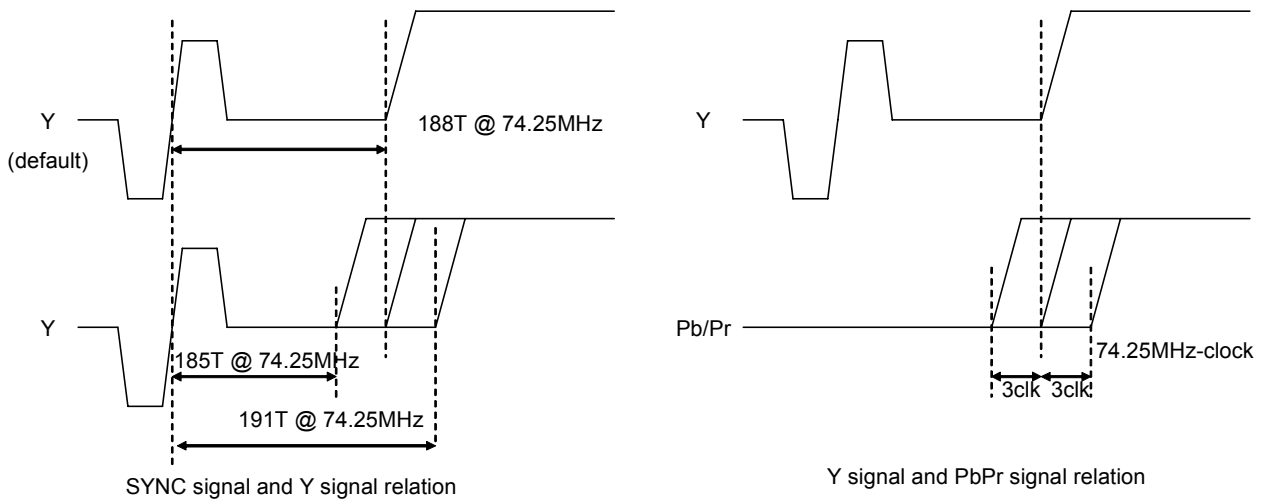 Y
(default)
188T @ 74.25MHz
Y
185T @ 74.25MHz
191T @ 74.25MHz
SYNC signal and Y signal relation
Y
Pb/Pr
74.25MHz-clock
3clk 3clk
Y signal and PbPr signal relation